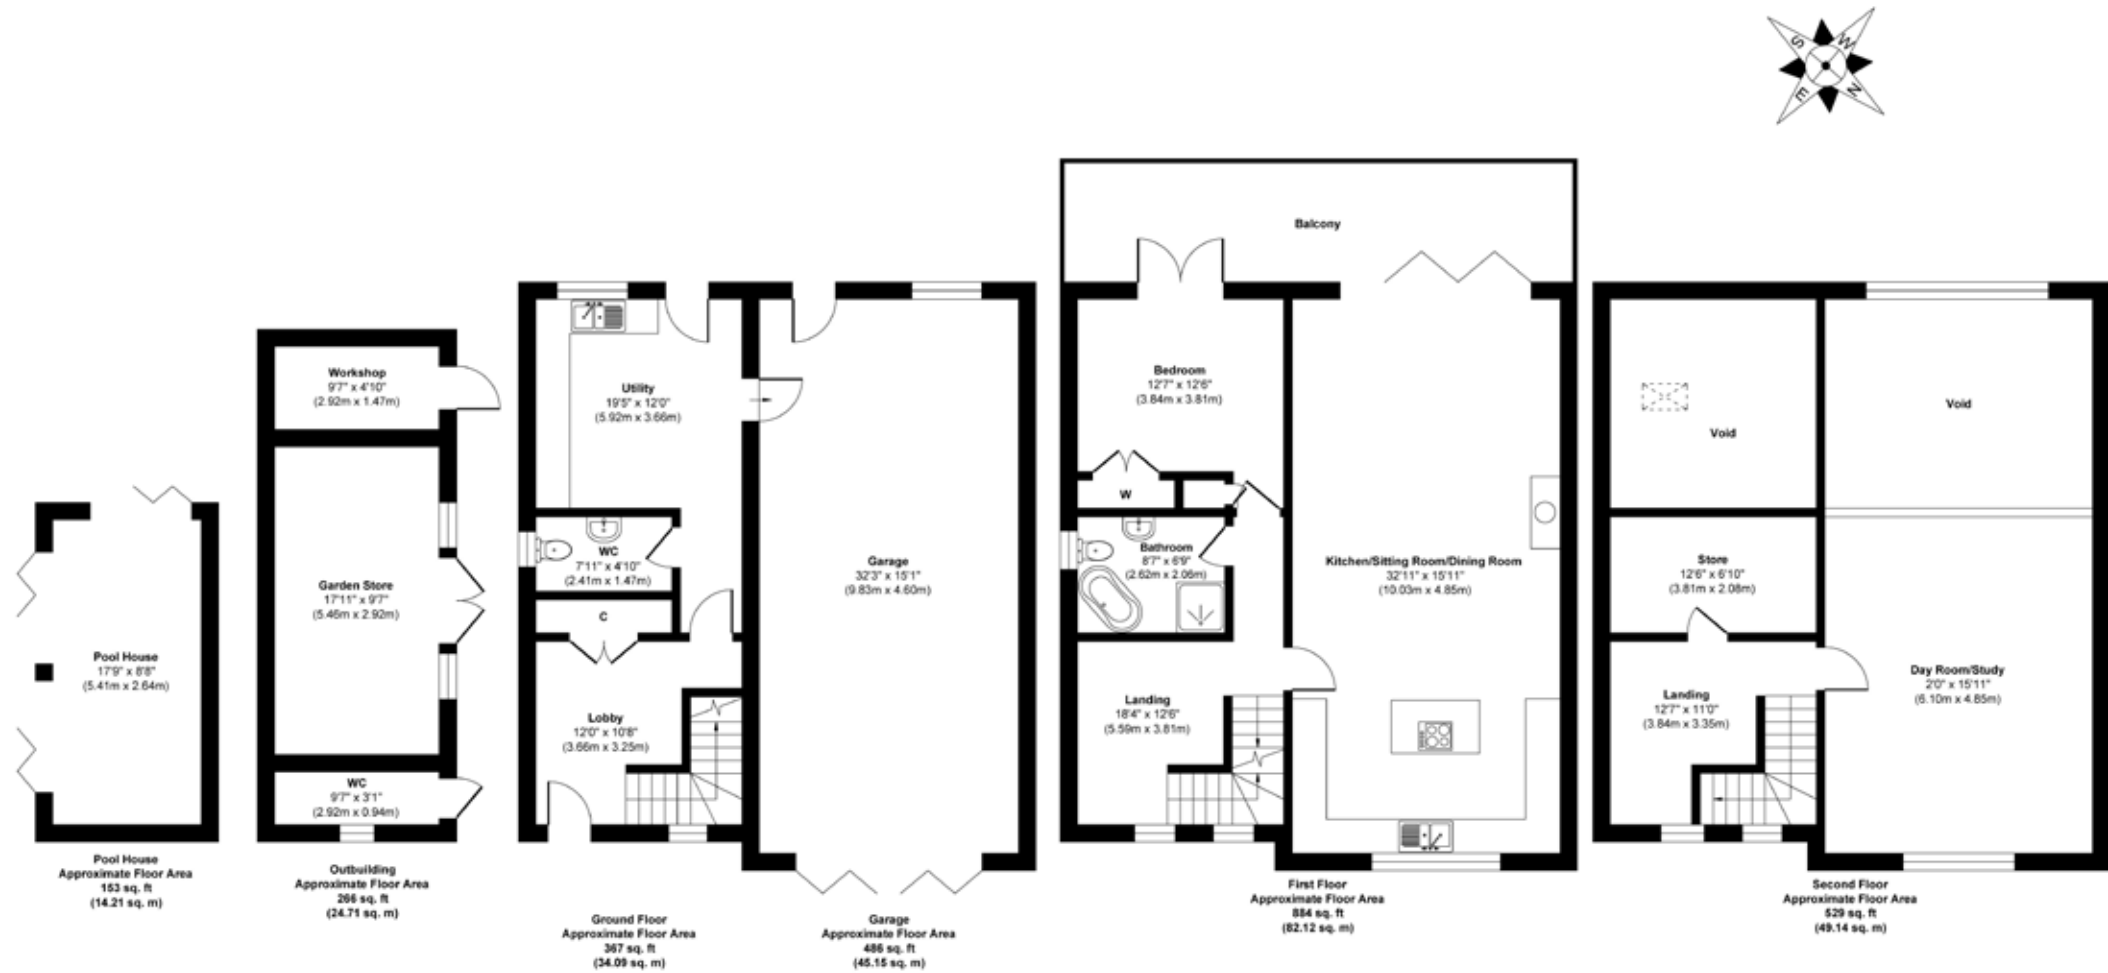 S
W
E
N
Workshop
9'7" x 4'10"
(2.92m x 1.47m)
Garden Store
17'11" x 9'7"
(5.46m x 2.92m)
WC
9'7" x 3'1"
(2.92m x 0.94m)
Pool House
17'9" x 8'8"
(5.41m x 2.64m)
Pool House
Approximate Floor Area
153 sq. ft
(14.21 sq. m)
Outbuilding
Approximate Floor Area
266 sq. ft
(24.71 sq. m)
Utility
19'5" x 12'0"
(5.92m x 3.66m)
WC
7'11" x 4'10"
(2.41m x 1.47m)
C
Lobby
12'0" x 10'8"
(3.66m x 3.25m)
Ground Floor
Approximate Floor Area
367 sq. ft
(34.09 sq. m)
Garage
32'3" x 15'1"
(9.83m x 4.60m)
Garage
Approximate Floor Area
486 sq. ft
(45.15 sq. m)
Balcony
Bedroom
12'7" x 12'6"
(3.84m x 3.81m)
W
Bathroom
8'7" x 6'9"
(2.62m x 2.06m)
Kitchen/Sitting Room/Dining Room
32'11" x 15'11"
(10.03m x 4.85m)
Landing
18'4" x 12'6"
(5.59m x 3.81m)
First Floor
Approximate Floor Area
884 sq. ft
(82.12 sq. m)
Void
Void
Store
12'6" x 6'10"
(3.81m x 2.08m)
Landing
12'7" x 11'0"
(3.84m x 3.35m)
Day Room/Study
2'0" x 15'11"
(6.10m x 4.85m)
Second Floor
Approximate Floor Area
529 sq. ft
(49.14 sq. m)